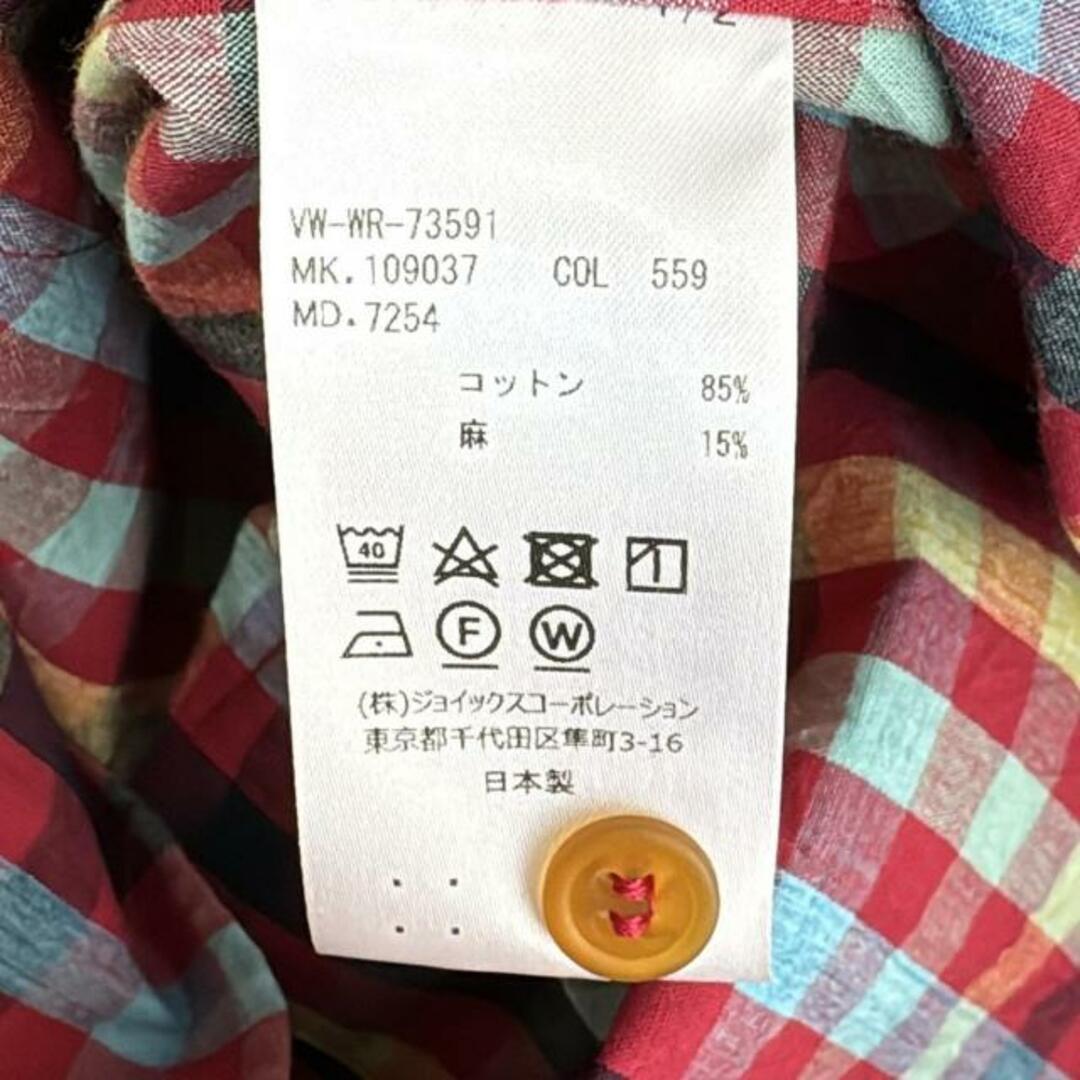 1/2
VW-WR-73591
MK.109037 COL 559
MD.7254
コットン 85%
麻 15%
40
F W
(株)ジョイックスコーポレーション
東京都千代田区隼町3-16
日本製